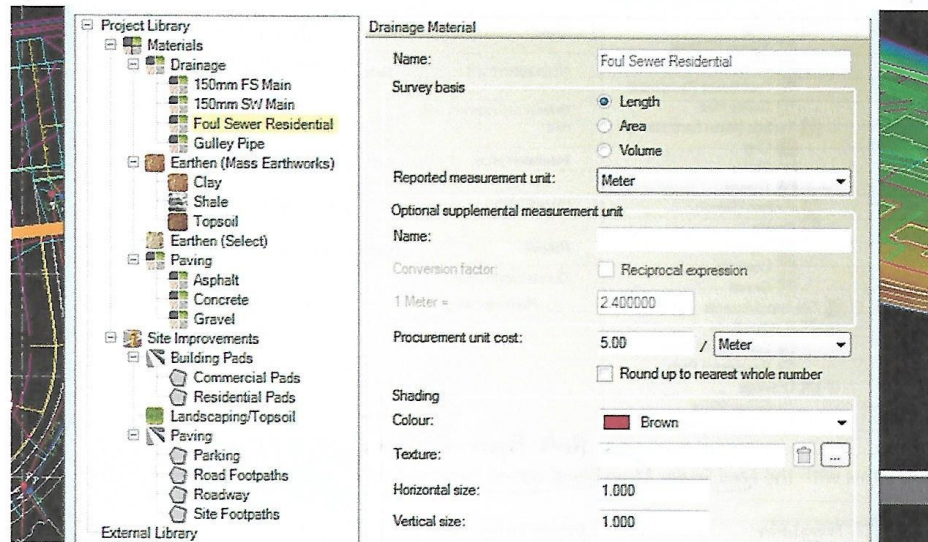 Project Library
Materials
Drainage
150mm FS Main
150mm SW Main
Foul Sewer Residential
Gulley Pipe
Earthen (Mass Earthworks)
Clay
Shale
Topsoil
Earthen (Select)
Paving
Asphalt
Concrete
Gravel
Site Improvements
Building Pads
Commercial Pads
Residential Pads
Landscaping/Topsoil
Paving
Parking
Road Footpaths
Roadway
Site Footpaths
External Library
Drainage Material
Name: Foul Sewer Residential
Survey basis
Length
Area
Volume
Reported measurement unit: Meter
Optional supplemental measurement unit
Name:
Conversion factor: Reciprocal expression
1 Meter = 2.400000
Procurement unit cost: 5.00 / Meter
Round up to nearest whole number
Shading
Colour: Brown
Texture: ...
Horizontal size: 1.000
Vertical size: 1.000